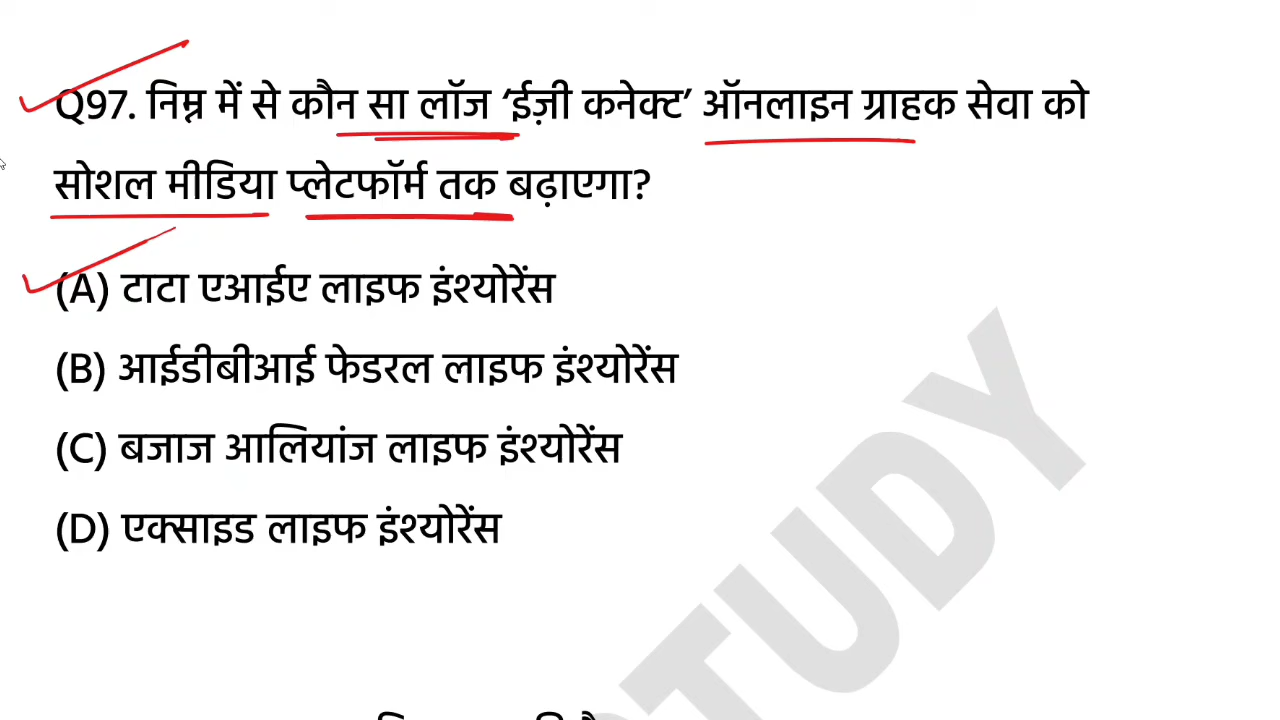 Q97. निम्न में से कौन सा लॉज ‘ईज़ी कनेक्ट’ ऑनलाइन ग्राहक सेवा को
सोशल मीडिया प्लेटफॉर्म तक बढ़ाएगा?
(A) टाटा एआईए लाइफ इंश्योरेंस
(B) आईडीबीआई फेडरल लाइफ इंश्योरेंस
(C) बजाज आलियांज लाइफ इंश्योरेंस
(D) एक्साइड लाइफ इंश्योरेंस
TUDY